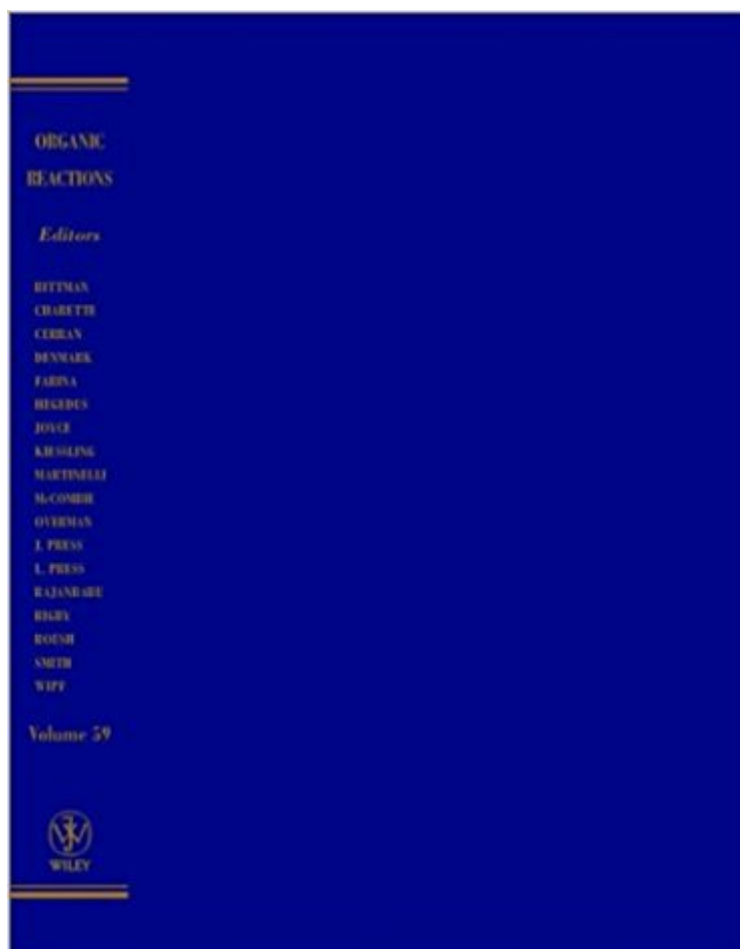 ORGANIC
REACTIONS
Editors
BITTMAN
CHARETTE
CURRAN
DENMARK
FARINA
HEGEDUS
JOYCE
KIESSLING
MARTINELLI
McCOMBIE
OVERMAN
J. PRESS
L. PRESS
RAJANBABU
RIGBY
ROUSH
SMITH
WIPF
Volume 59
WILEY